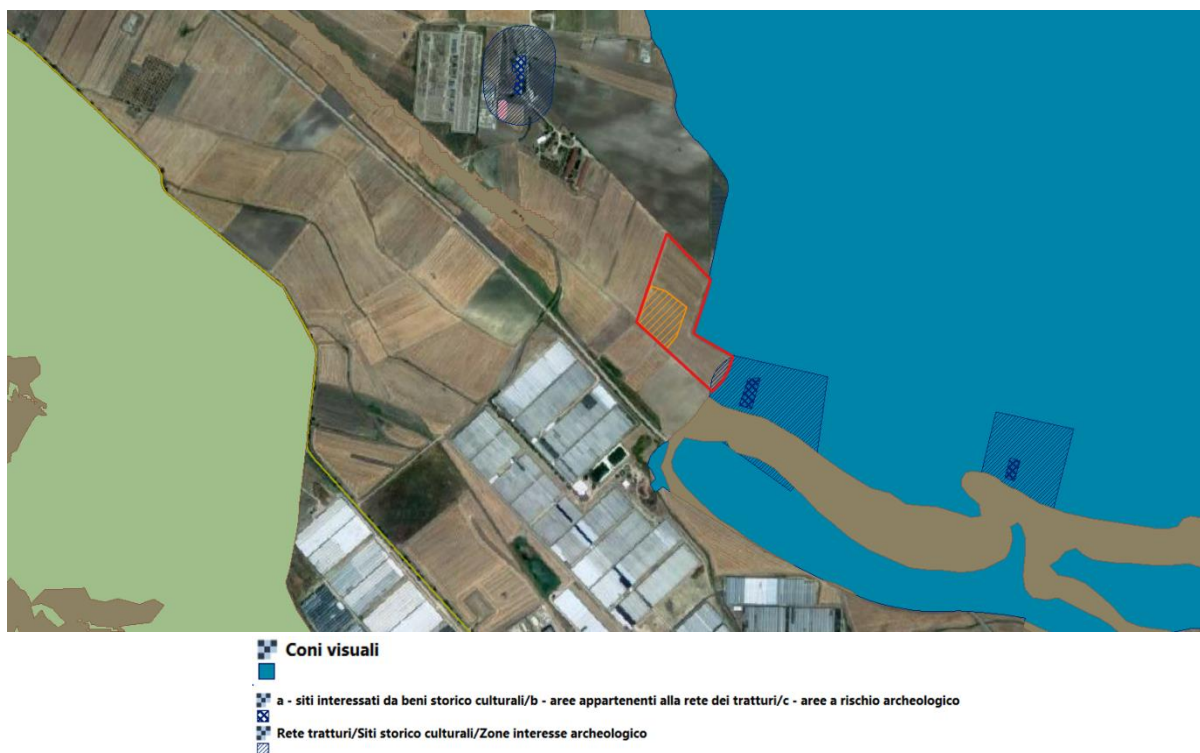 Coni visuali
a - siti interessati da beni storico culturali/b - aree appartenenti alla rete dei tratturi/c - aree a rischio archeologico
Rete tratturi/Siti storico culturali/Zone interesse archeologico